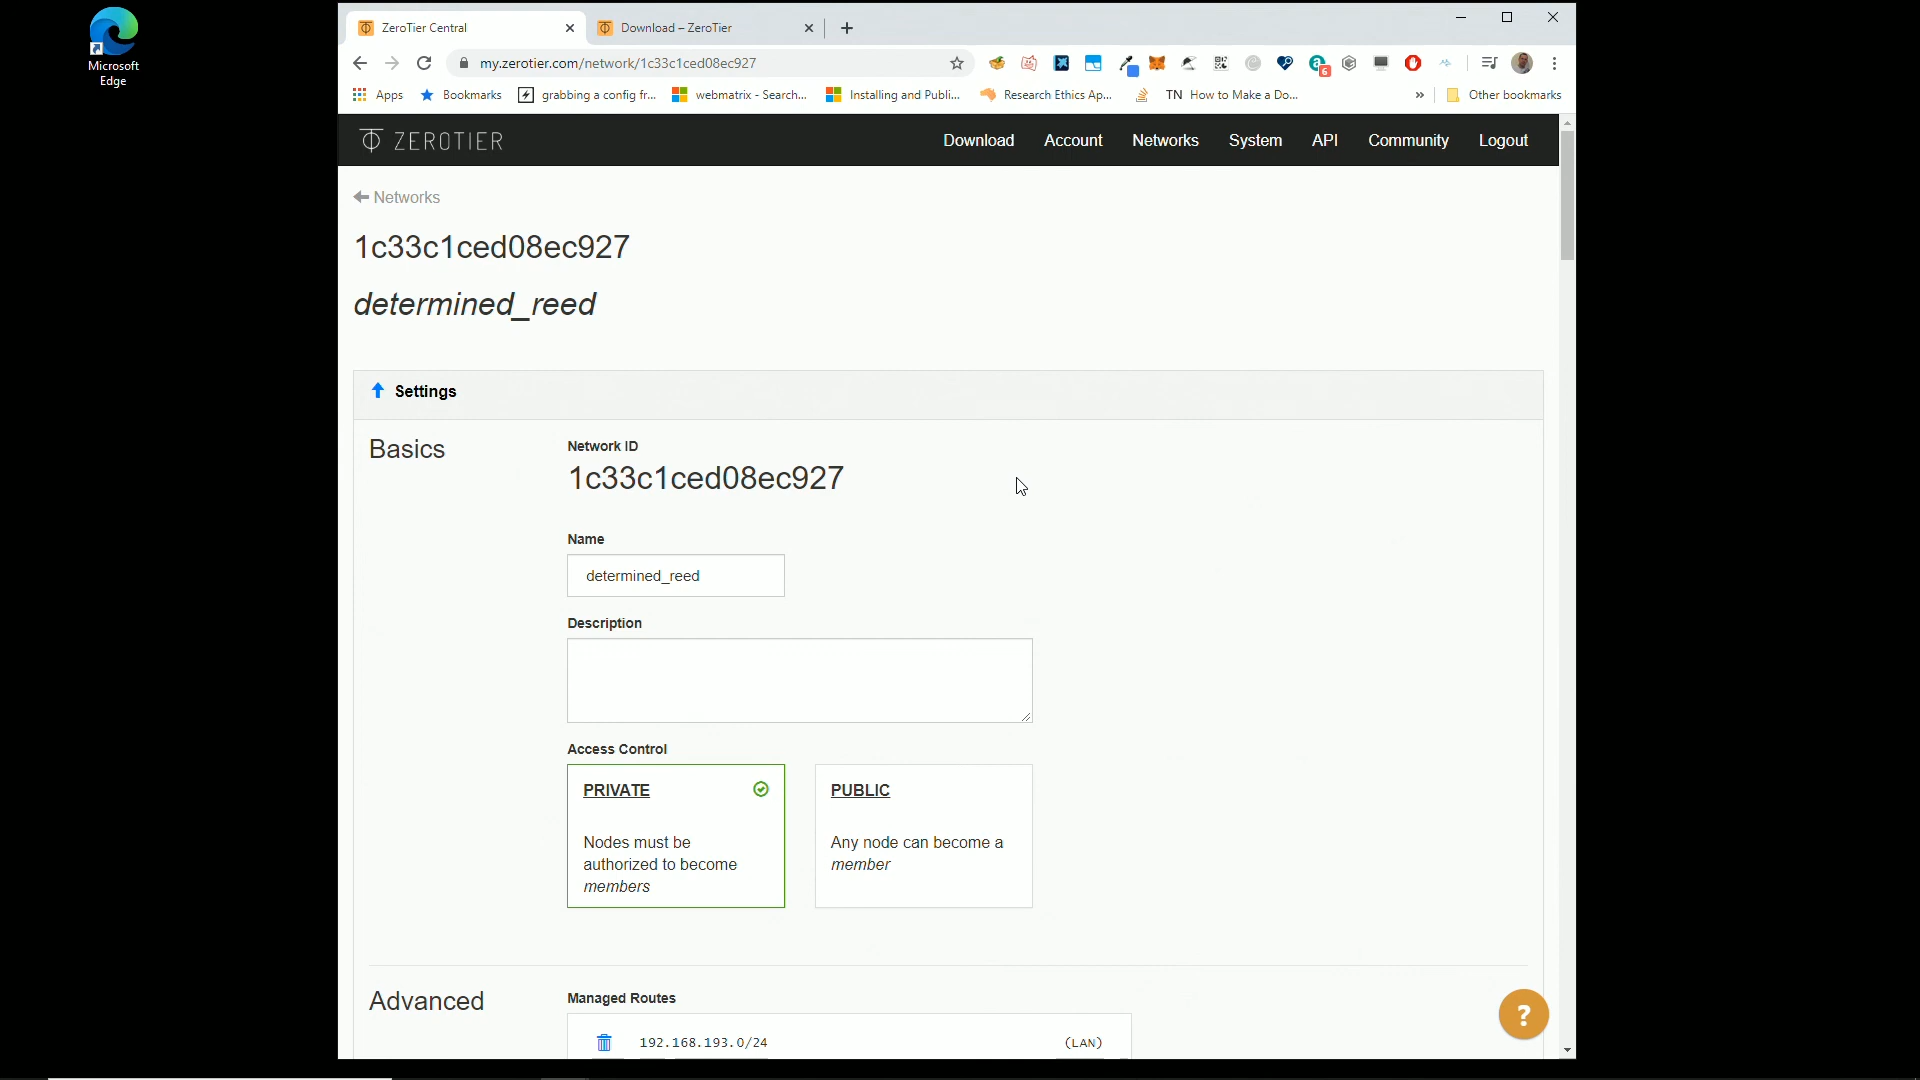 Microsoft
Edge
ZeroTier Central
Download – ZeroTier
my.zerotier.com/network/1c33c1ced08ec927
6
Apps
Bookmarks
grabbing a config fr...
webmatrix - Search...
Installing and Publi...
Research Ethics Ap...
TN How to Make a Do...
»
Other bookmarks
ZEROTIER
Download
Account
Networks
System
API
Community
Logout
Networks
1c33c1ced08ec927
determined_reed
Settings
Basics
Network ID
1c33c1ced08ec927
Name
determined_reed
Description
Access Control
PRIVATE
Nodes must be
authorized to become
members
PUBLIC
Any node can become a
member
Advanced
Managed Routes
192.168.193.0/24
(LAN)
?